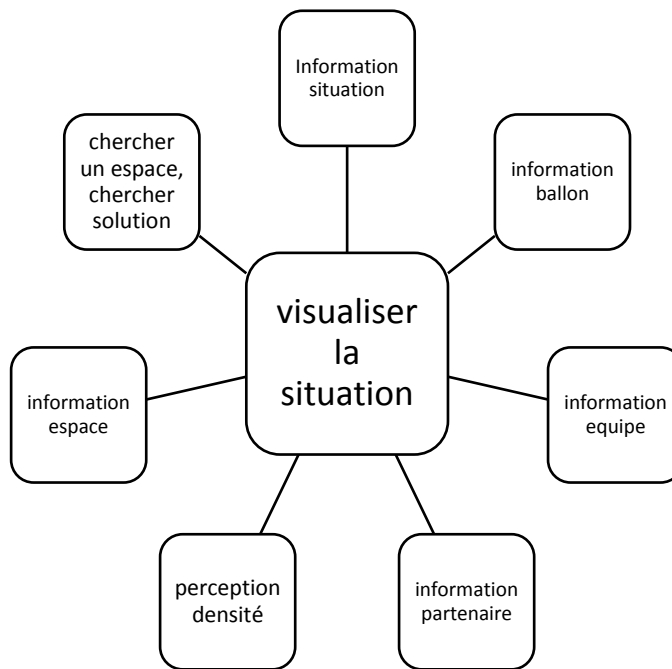 Information
situation
chercher
un espace,
chercher
solution
information
ballon
visualiser
la
situation
information
espace
information
equipe
perception
densité
information
partenaire